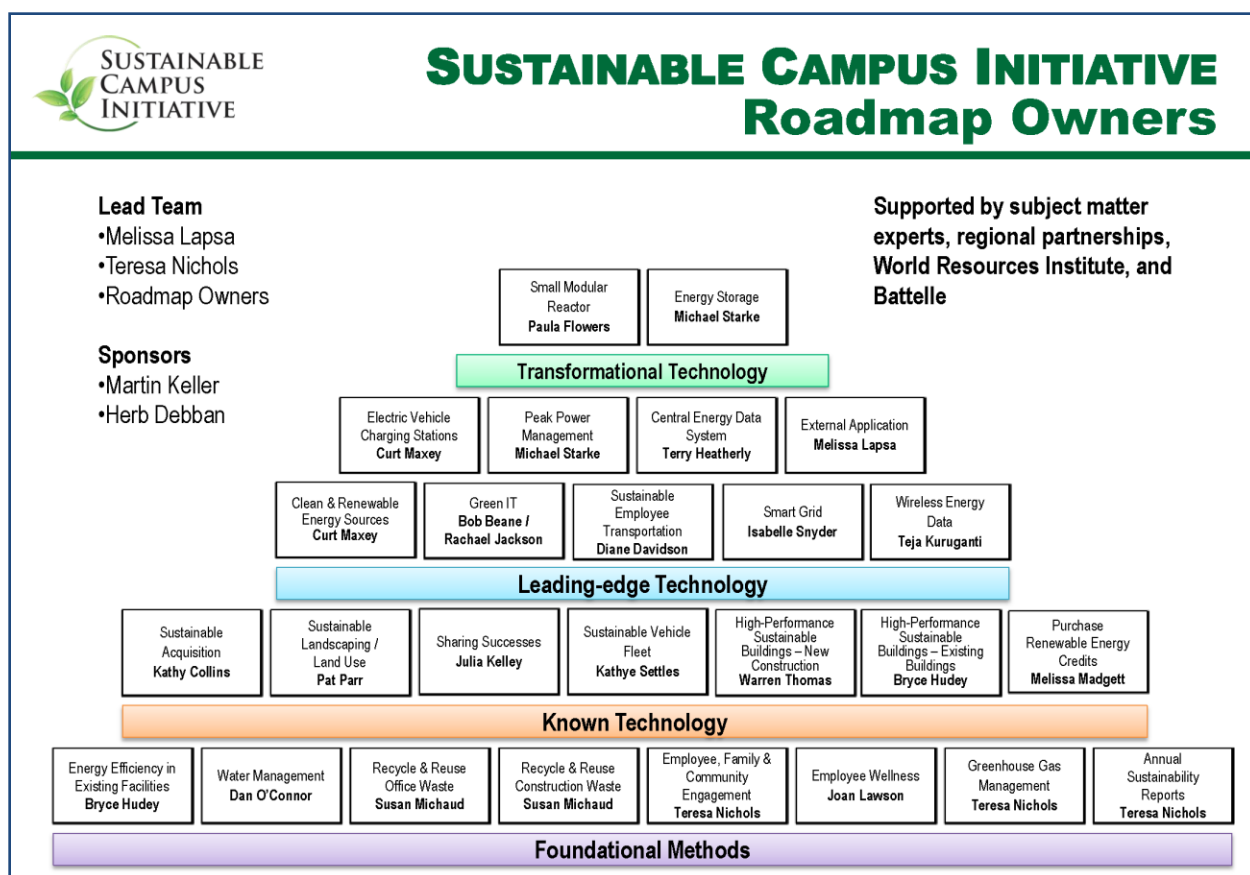 SUSTAINABLE
CAMPUS
INITIATIVE
SUSTAINABLE CAMPUS INITIATIVE
Roadmap Owners
Lead Team
•Melissa Lapsa
•Teresa Nichols
•Roadmap Owners
Sponsors
•Martin Keller
•Herb Debban
Supported by subject matter
experts, regional partnerships,
World Resources Institute, and
Battelle
Small Modular
Reactor
Paula Flowers
Energy Storage
Michael Starke
Transformational Technology
Electric Vehicle
Charging Stations
Curt Maxey
Peak Power
Management
Michael Starke
Central Energy Data
System
Terry Heatherly
External Application
Melissa Lapsa
Clean & Renewable
Energy Sources
Curt Maxey
Green IT
Bob Beane /
Rachael Jackson
Sustainable
Employee
Transportation
Diane Davidson
Smart Grid
Isabelle Snyder
Wireless Energy
Data
Teja Kuruganti
Leading-edge Technology
Sustainable
Acquisition
Kathy Collins
Sustainable
Landscaping /
Land Use
Pat Parr
Sharing Successes
Julia Kelley
Sustainable Vehicle
Fleet
Kathye Settles
High-Performance
Sustainable
Buildings – New
Construction
Warren Thomas
High-Performance
Sustainable
Buildings – Existing
Buildings
Bryce Hudey
Purchase
Renewable Energy
Credits
Melissa Madgett
Known Technology
Energy Efficiency in
Existing Facilities
Bryce Hudey
Water Management
Dan O'Connor
Recycle & Reuse
Office Waste
Susan Michaud
Recycle & Reuse
Construction Waste
Susan Michaud
Employee, Family &
Community
Engagement
Teresa Nichols
Employee Wellness
Joan Lawson
Greenhouse Gas
Management
Teresa Nichols
Annual
Sustainability
Reports
Teresa Nichols
Foundational Methods